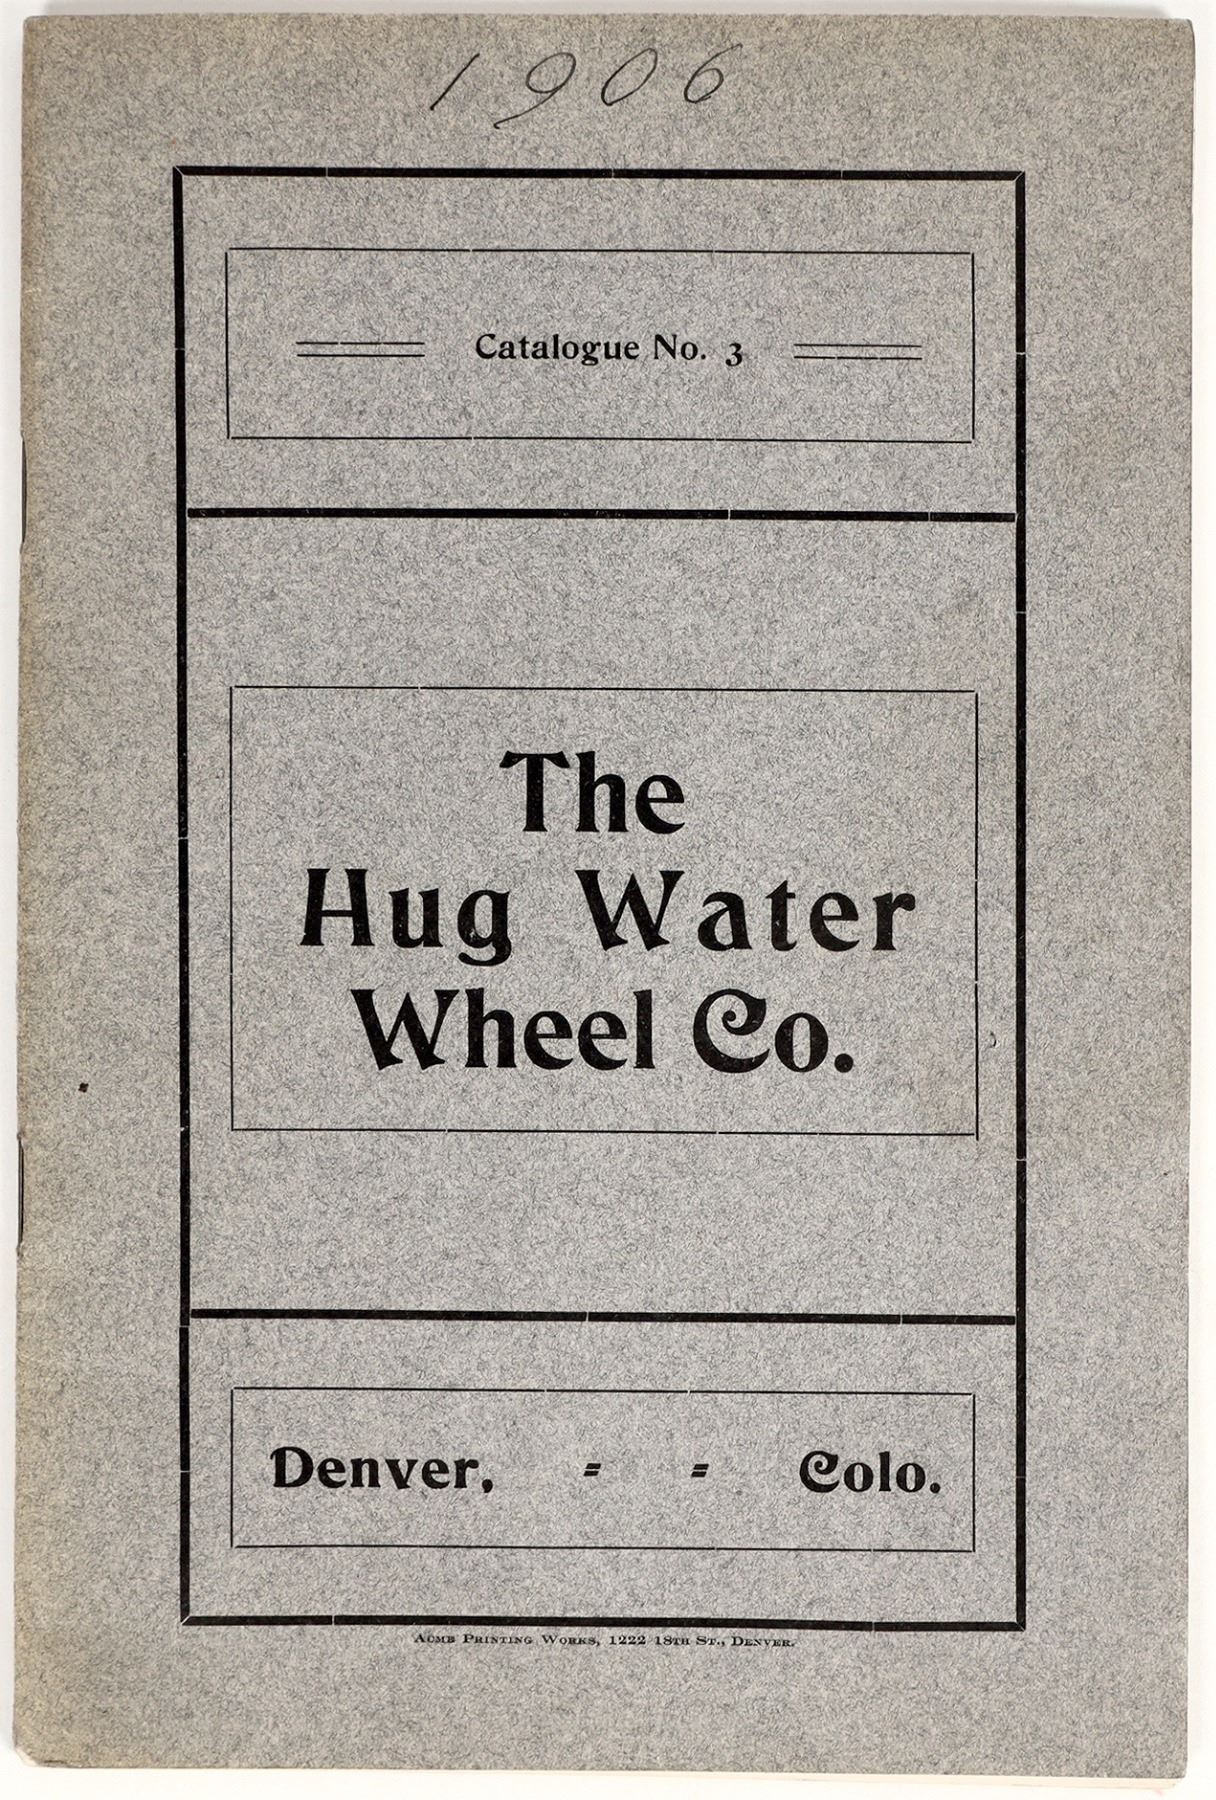 1906
Catalogue No. 3
The
Hug Water
Wheel Co.
Denver, = = Colo.
Acme Printing Works, 1222 18th St., Denver.